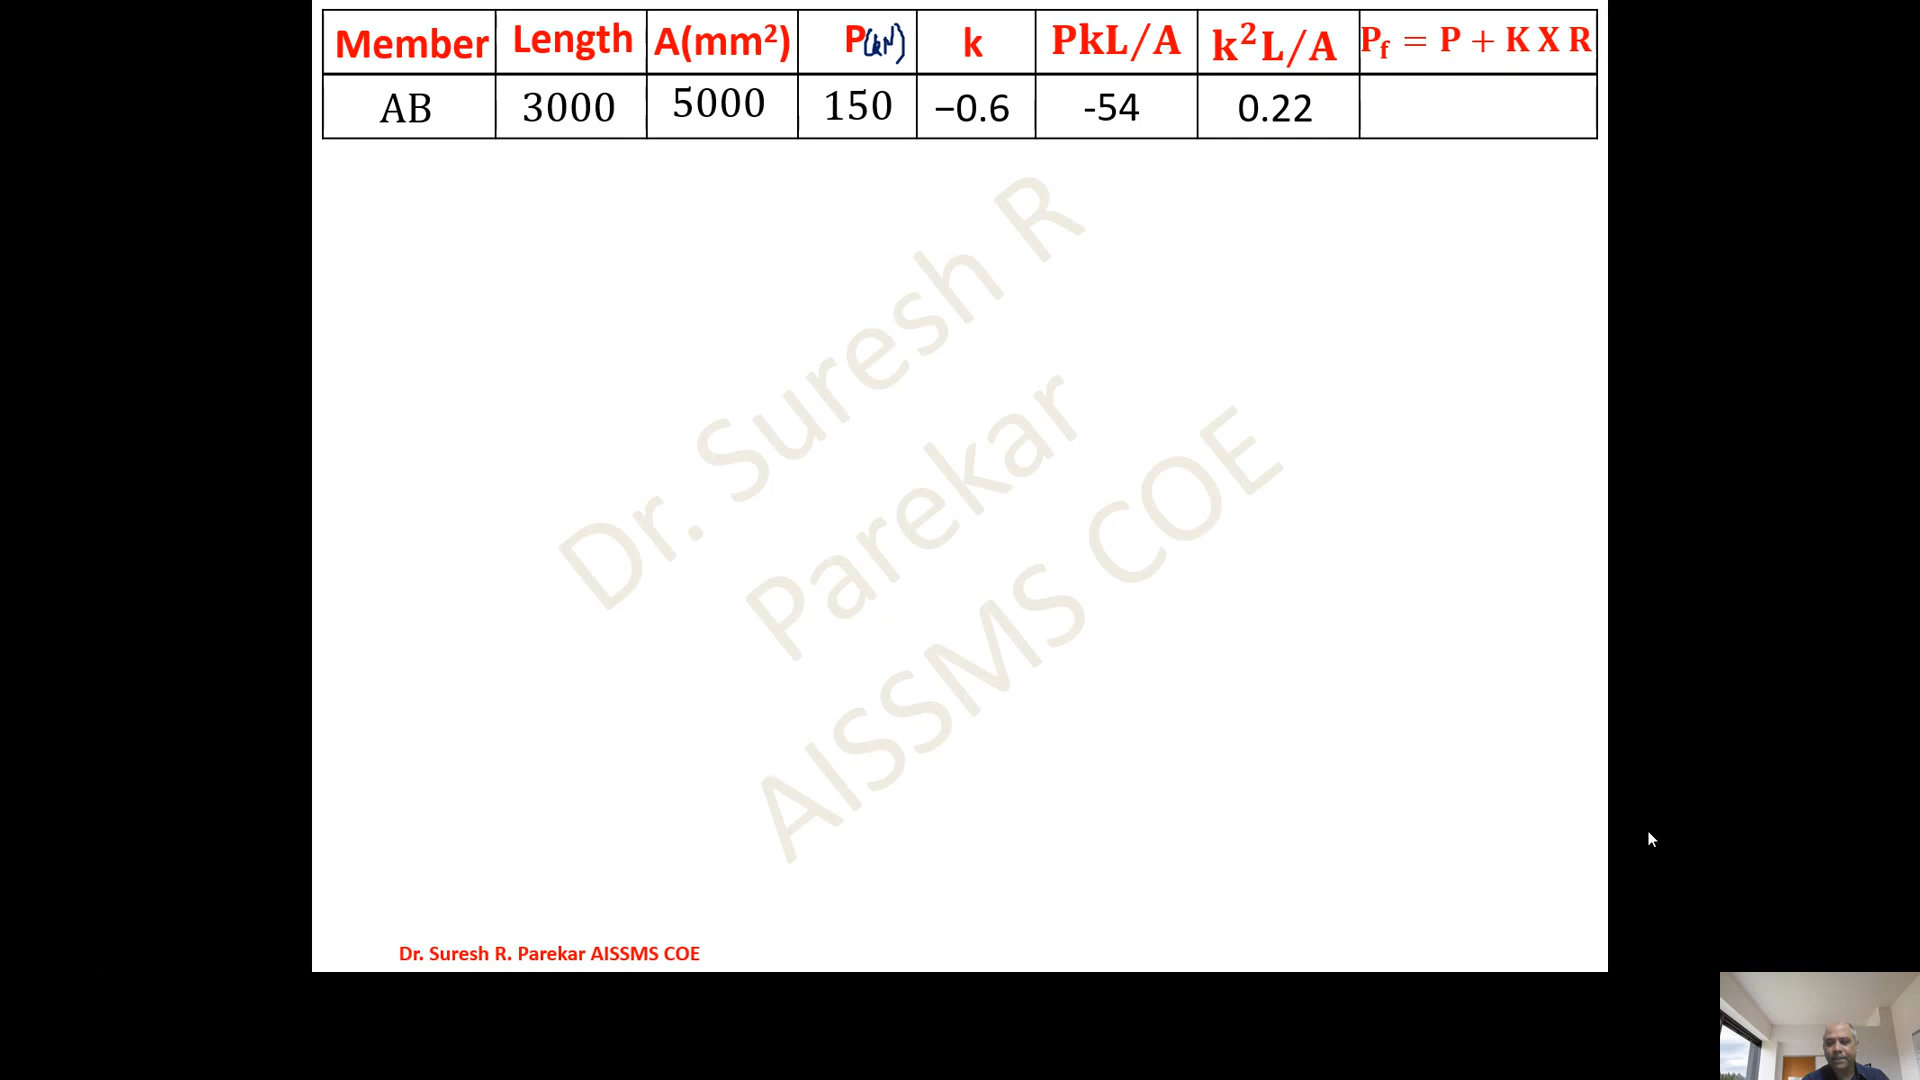 Member Length A(mm²) P(kN) k PkL/A k²L/A P_f = P + K X R
AB 3000 5000 150 −0.6 -54 0.22
Dr. Suresh R
Parekar
AISSMS COE
Dr. Suresh R. Parekar AISSMS COE